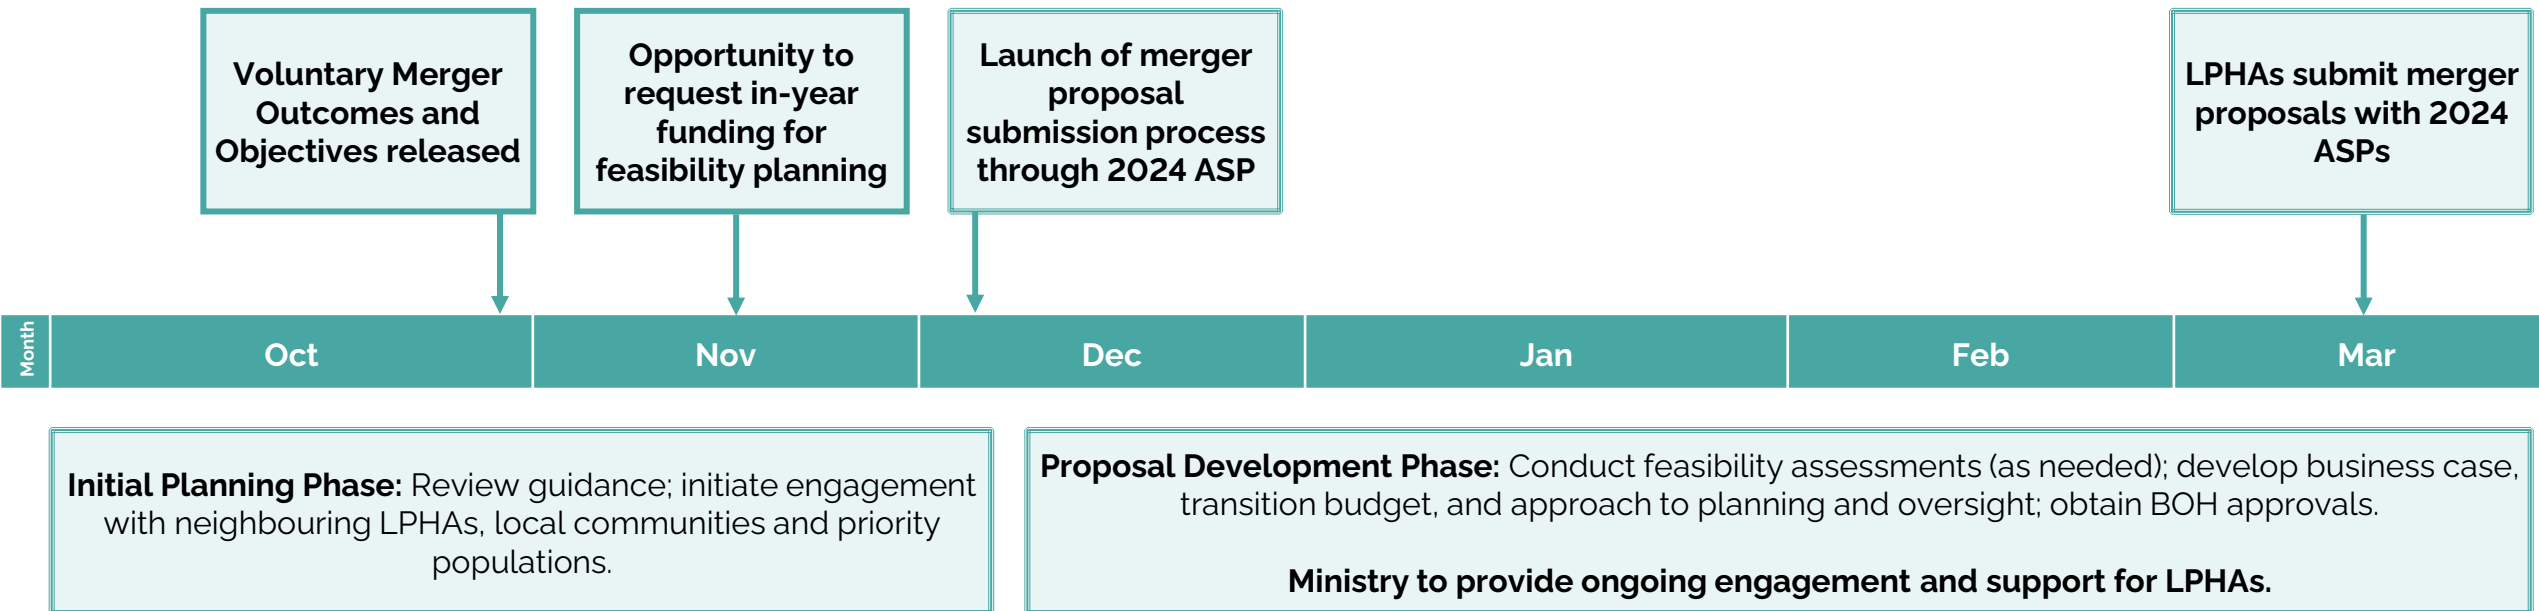 Voluntary Merger
Outcomes and
Objectives released
Opportunity to
request in-year
funding for
feasibility planning
Launch of merger
proposal
submission process
through 2024 ASP
LPHAs submit merger
proposals with 2024
ASPs
Month
Oct
Nov
Dec
Jan
Feb
Mar
Initial Planning Phase: Review guidance; initiate engagement
with neighbouring LPHAs, local communities and priority
populations.
Proposal Development Phase: Conduct feasibility assessments (as needed); develop business case,
transition budget, and approach to planning and oversight; obtain BOH approvals.
Ministry to provide ongoing engagement and support for LPHAs.